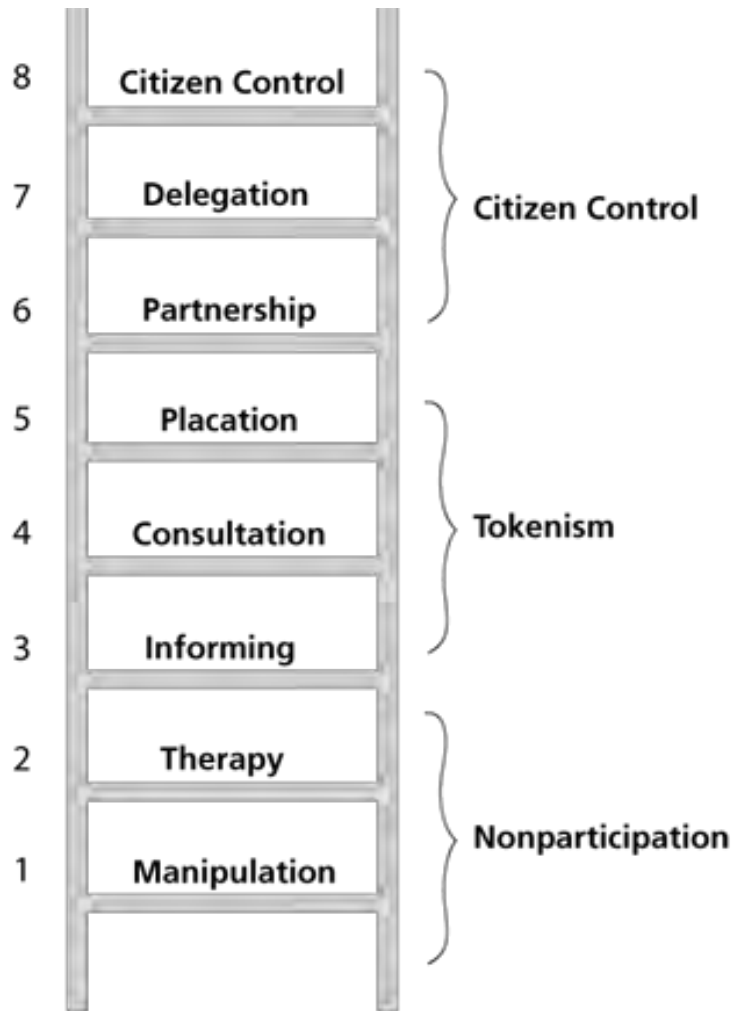 8 Citizen Control
7 Delegation
Citizen Control
6 Partnership
5 Placation
4 Consultation
Tokenism
3 Informing
2 Therapy
Nonparticipation
1 Manipulation